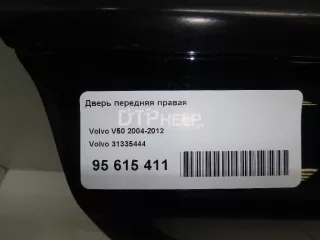 Дверь передняя правая
DTPHELP
Volvo V50 2004-2012
Volvo 31335444
95 615 411